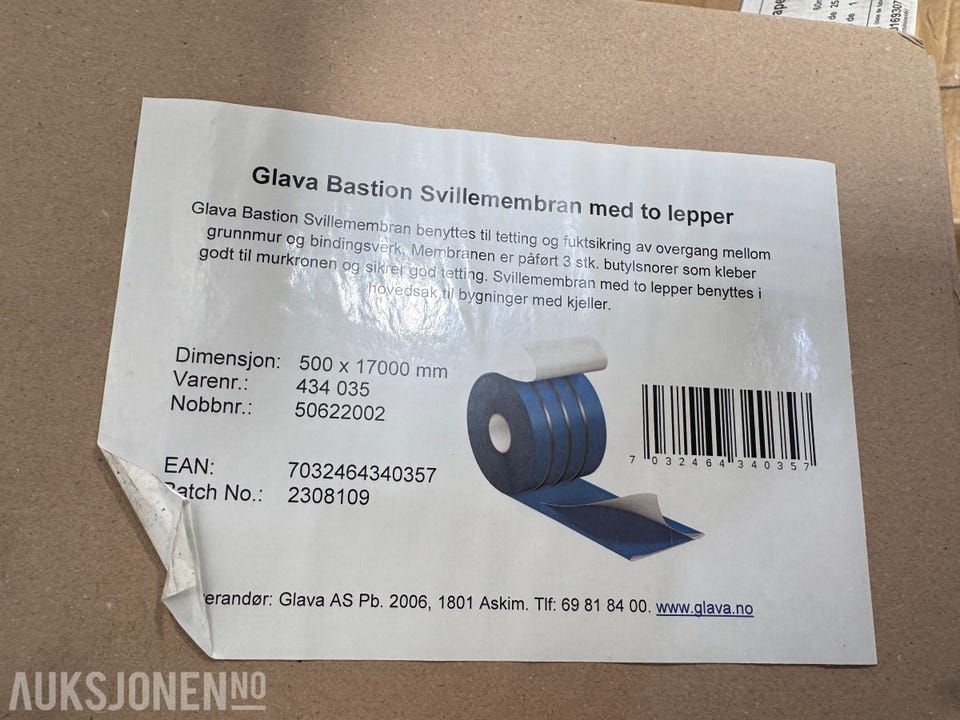 Glava Bastion Svillemembran med to lepper
Glava Bastion Svillemembran benyttes til tetting og fuktsikring av overgang mellom
grunnmur og bindingsverk. Membranen er påført 3 stk. butylsnorer som kleber
godt til murkronen og sikrer god tetting. Svillemembran med to lepper benyttes i
hovedsak til bygninger med kjeller.
Dimensjon: 500 x 17000 mm
Varenr.: 434 035
Nobbnr.: 50622002
EAN: 7032464340357
Batch No.: 2308109
7 032464 340357
verandør: Glava AS Pb. 2006, 1801 Askim. Tlf: 69 81 84 00. www.glava.no
AUKSJONEN NO